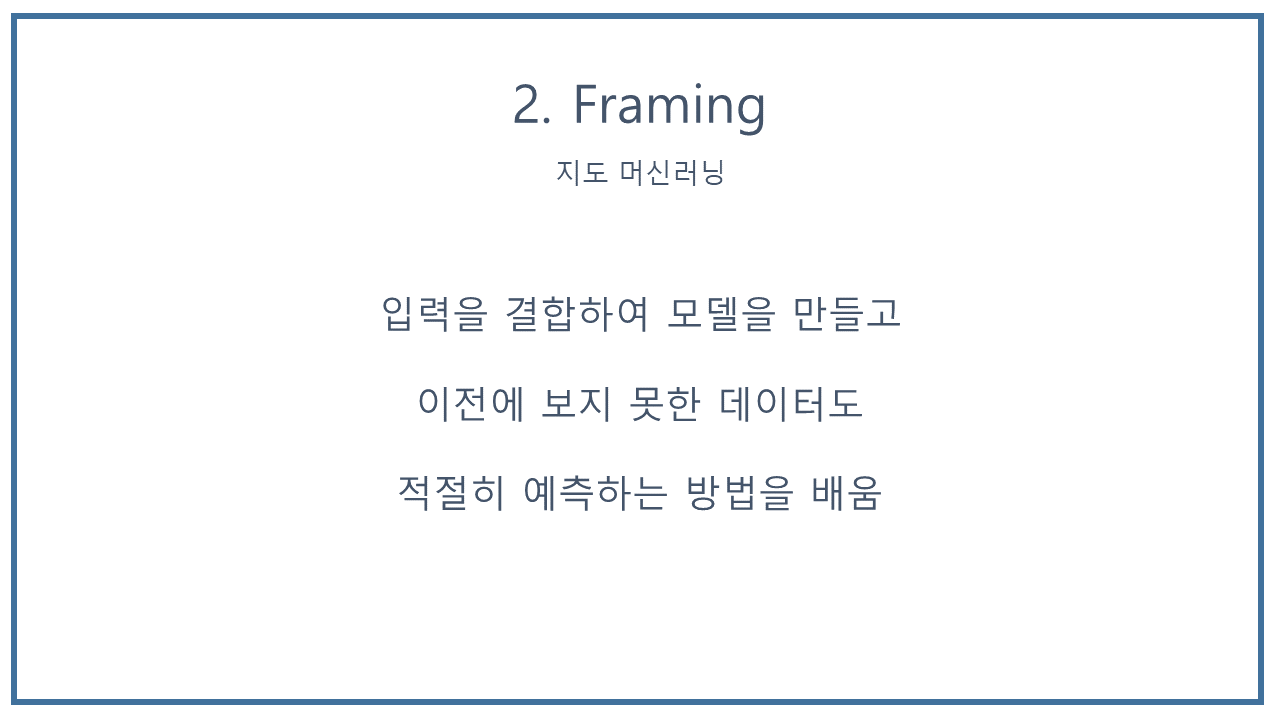 2. Framing
지도 머신러닝
입력을 결합하여 모델을 만들고
이전에 보지 못한 데이터도
적절히 예측하는 방법을 배움